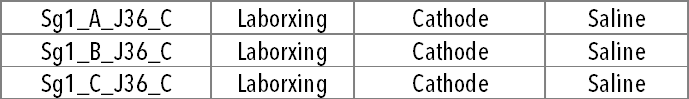 Sg1_A_J36_C Laborxing Cathode Saline
Sg1_B_J36_C Laborxing Cathode Saline
Sg1_C_J36_C Laborxing Cathode Saline